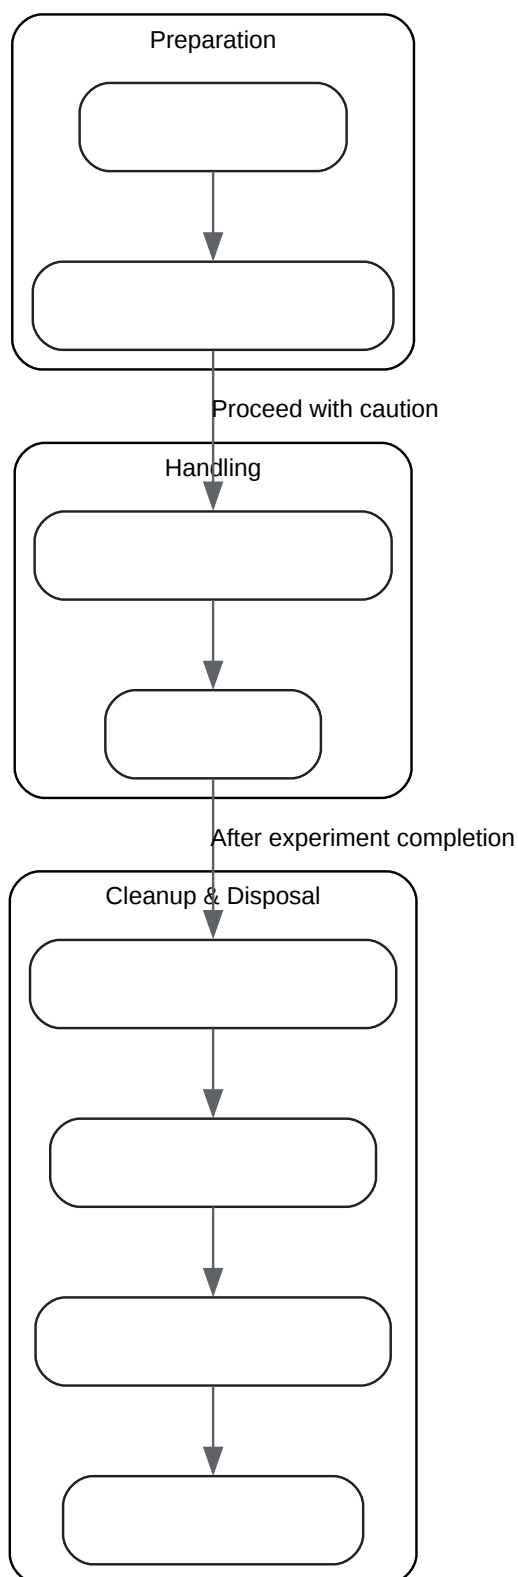 Preparation
Proceed with caution
Handling
After experiment completion
Cleanup & Disposal